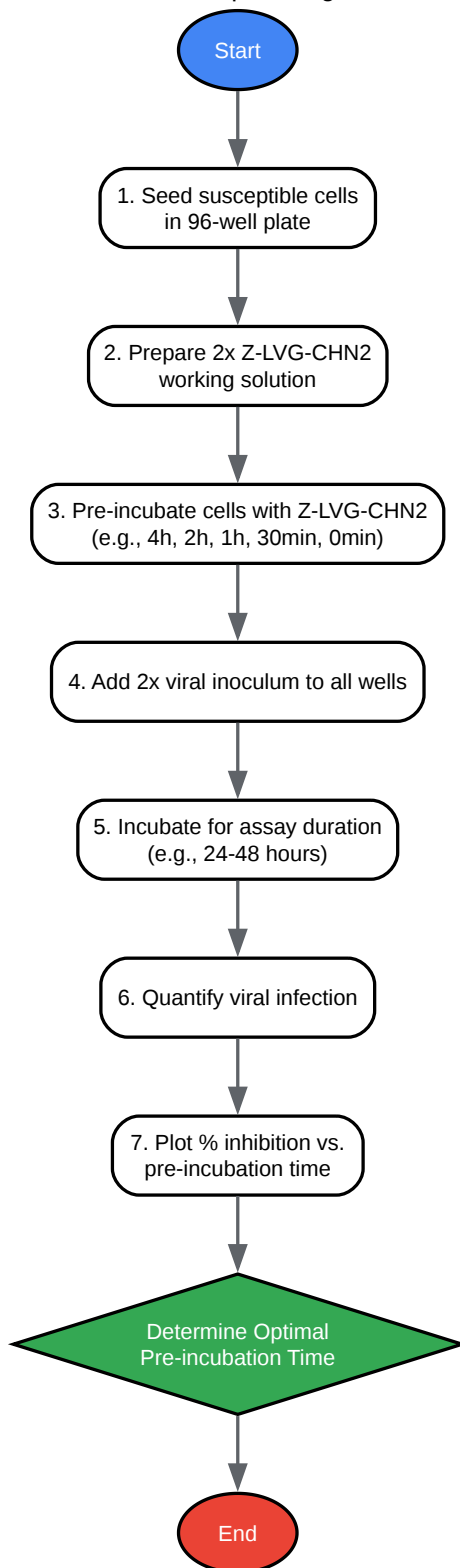 Start
1. Seed susceptible cells
in 96-well plate
2. Prepare 2x Z-LVG-CHN2
working solution
3. Pre-incubate cells with Z-LVG-CHN2
(e.g., 4h, 2h, 1h, 30min, 0min)
4. Add 2x viral inoculum to all wells
5. Incubate for assay duration
(e.g., 24-48 hours)
6. Quantify viral infection
7. Plot % inhibition vs.
pre-incubation time
Determine Optimal
Pre-incubation Time
End